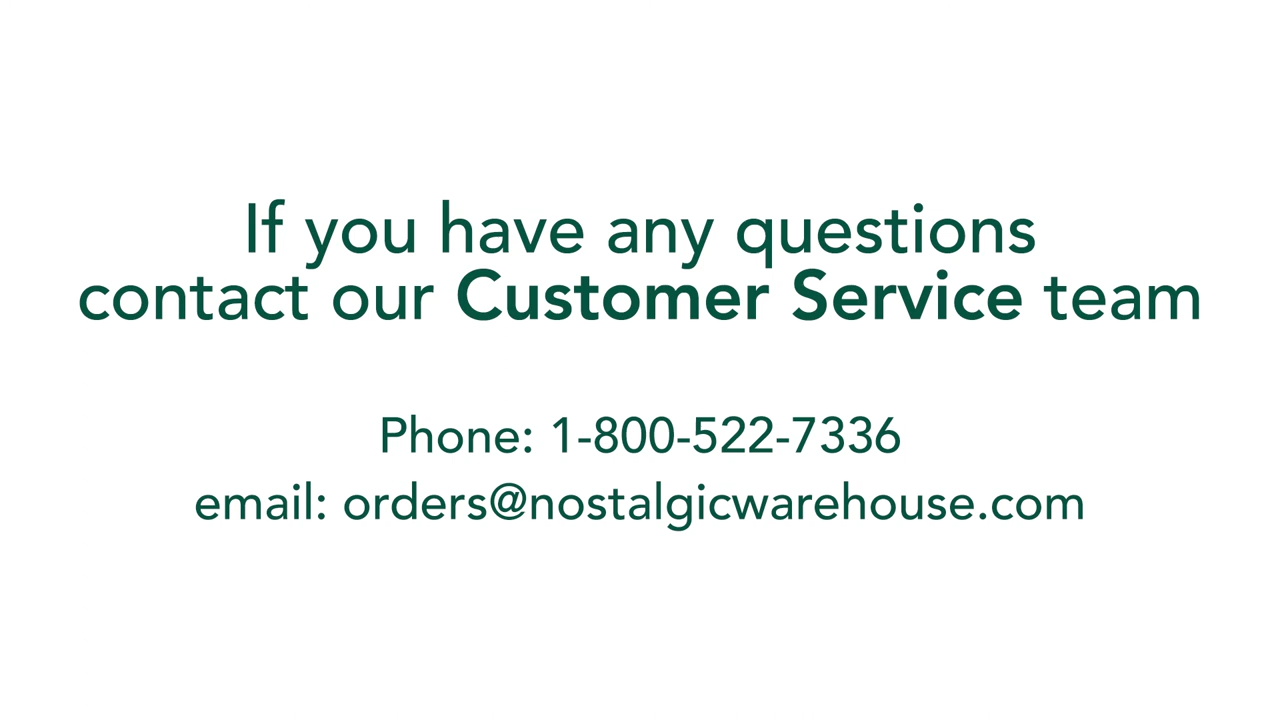 If you have any questions
contact our Customer Service team
Phone: 1-800-522-7336
email: orders@nostalgicwarehouse.com